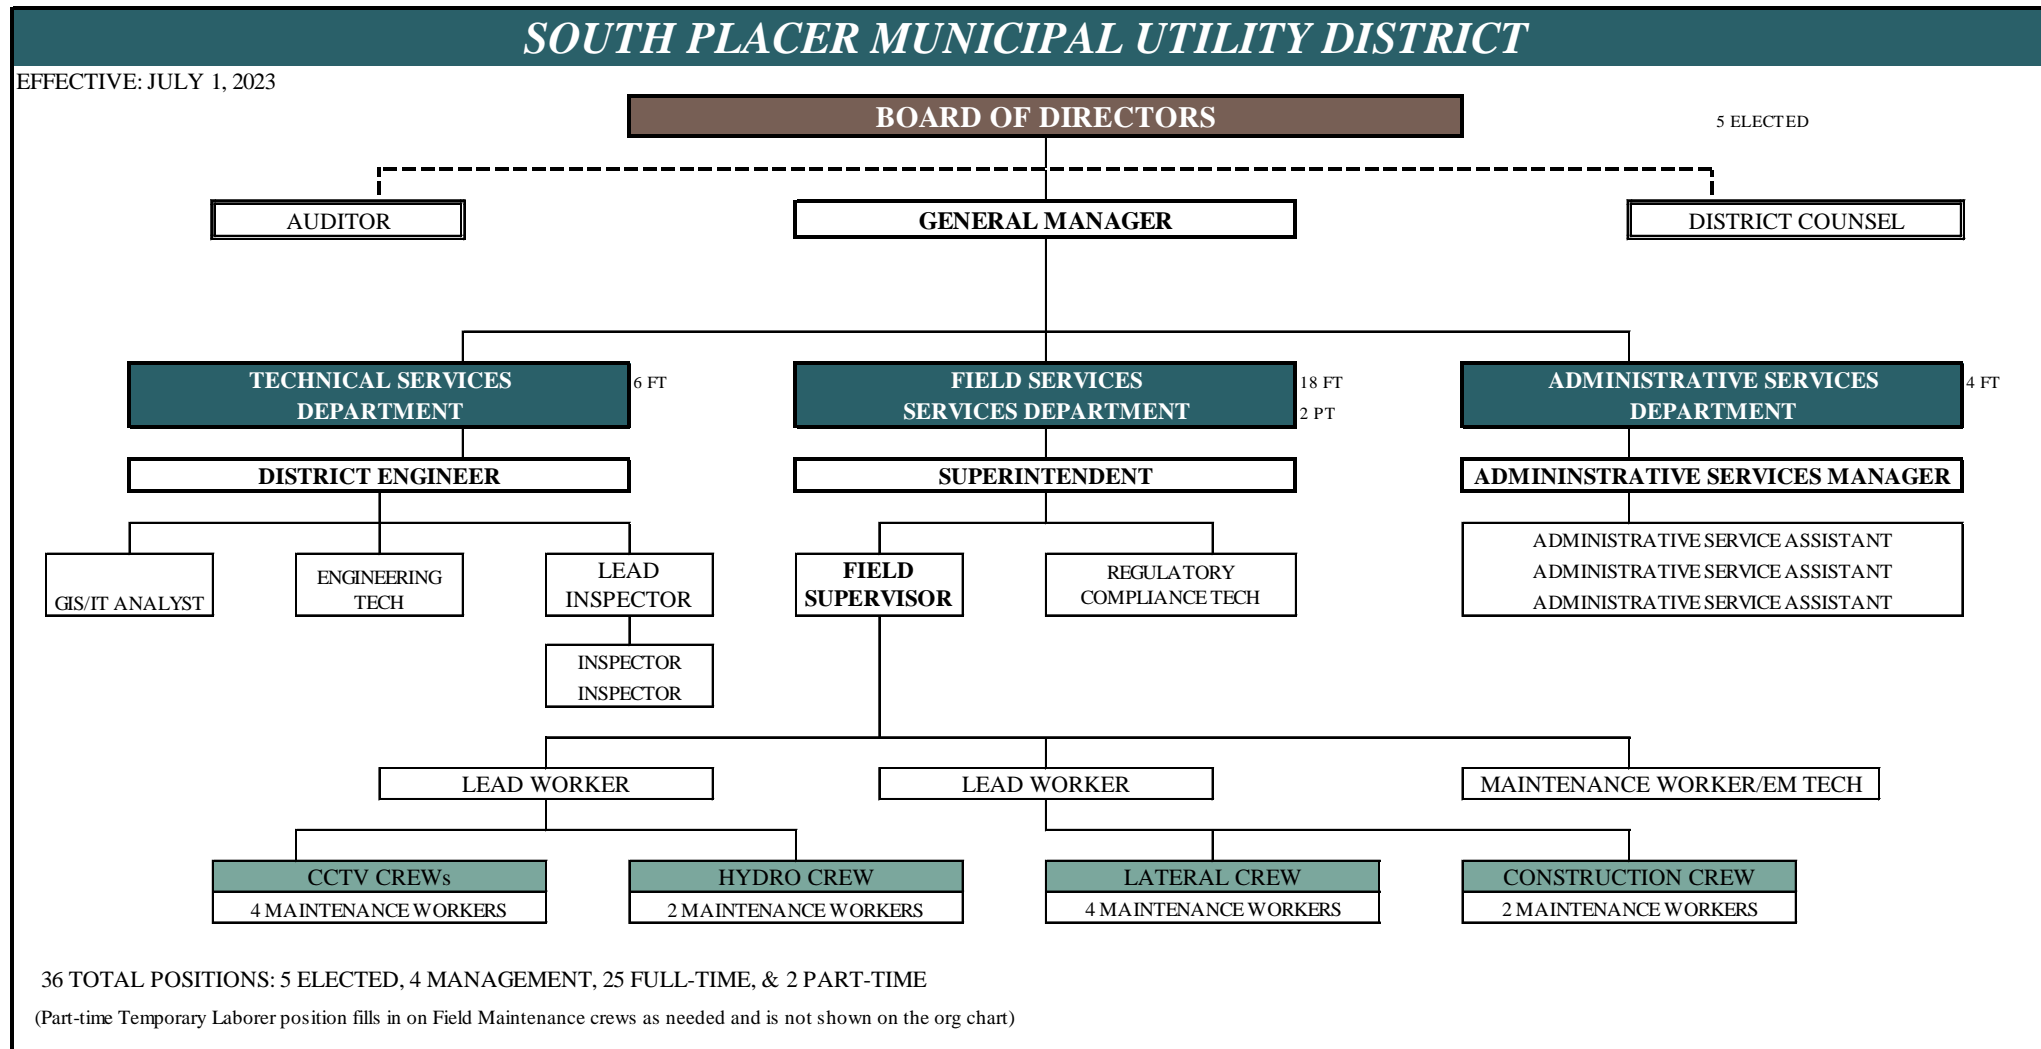 SOUTH PLACER MUNICIPAL UTILITY DISTRICT
EFFECTIVE: JULY 1, 2023
BOARD OF DIRECTORS
5 ELECTED
AUDITOR
GENERAL MANAGER
DISTRICT COUNSEL
TECHNICAL SERVICES
DEPARTMENT
6 FT
FIELD SERVICES
SERVICES DEPARTMENT
18 FT
2 PT
ADMINISTRATIVE SERVICES
DEPARTMENT
4 FT
DISTRICT ENGINEER
SUPERINTENDENT
ADMININSTRATIVE SERVICES MANAGER
GIS/IT ANALYST
ENGINEERING
TECH
LEAD
INSPECTOR
FIELD
SUPERVISOR
REGULATORY
COMPLIANCE TECH
ADMINISTRATIVE SERVICE ASSISTANT
ADMINISTRATIVE SERVICE ASSISTANT
ADMINISTRATIVE SERVICE ASSISTANT
INSPECTOR
INSPECTOR
LEAD WORKER
LEAD WORKER
MAINTENANCE WORKER/EM TECH
CCTV CREWs
4 MAINTENANCE WORKERS
HYDRO CREW
2 MAINTENANCE WORKERS
LATERAL CREW
4 MAINTENANCE WORKERS
CONSTRUCTION CREW
2 MAINTENANCE WORKERS
36 TOTAL POSITIONS: 5 ELECTED, 4 MANAGEMENT, 25 FULL-TIME, & 2 PART-TIME
(Part-time Temporary Laborer position fills in on Field Maintenance crews as needed and is not shown on the org chart)